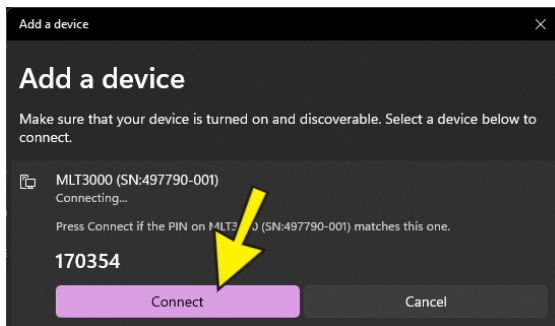 Add a device
Add a device
Make sure that your device is turned on and discoverable. Select a device below to
connect.
MLT3000 (SN:497790-001)
Connecting...
Press Connect if the PIN on (SN:497790-001) matches this one.
170354
Connect
Cancel